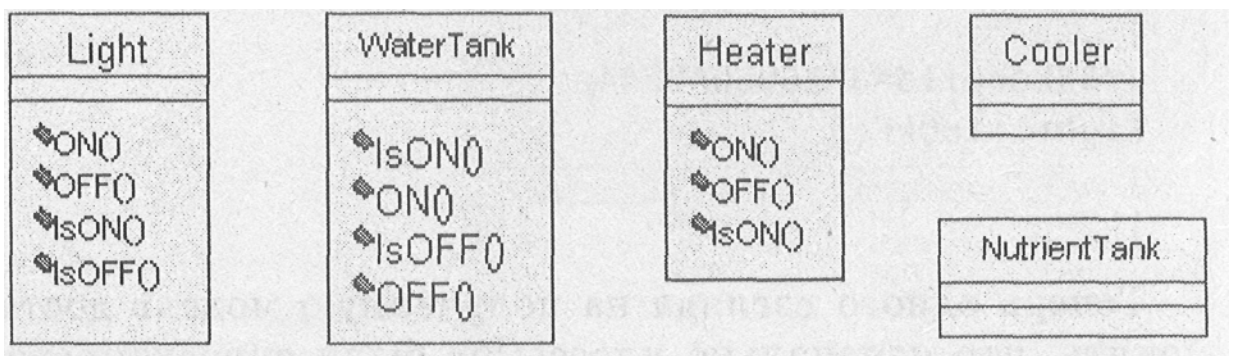 Light
ON()
OFF()
IsON()
IsOFF()
WaterTank
IsON()
ON()
IsOFF()
OFF()
Heater
ON()
OFF()
IsON()
Cooler
NutrientTank